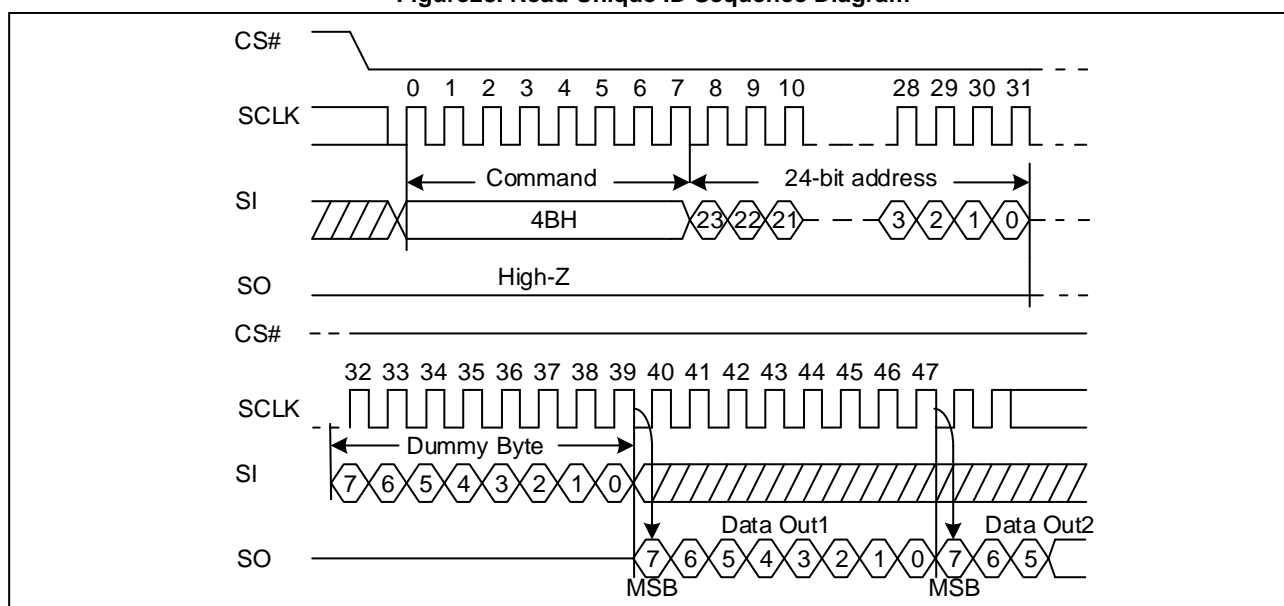 Figure28. Read Unique ID Sequence Diagram
CS#
0 1 2 3 4 5 6 7 8 9 10 28 29 30 31
SCLK
Command 24-bit address
SI
4BH 23 22 21 3 2 1 0
High-Z
SO
CS#
32 33 34 35 36 37 38 39 40 41 42 43 44 45 46 47
SCLK
Dummy Byte
SI
7 6 5 4 3 2 1 0
Data Out1 Data Out2
SO
7 6 5 4 3 2 1 0 7 6 5
MSB MSB